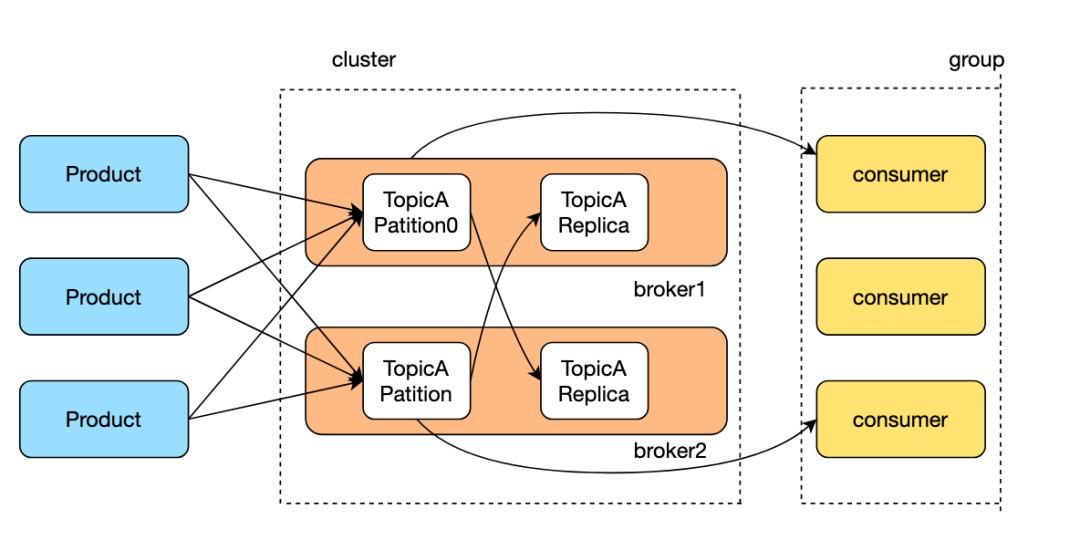 cluster
group
Product
TopicA
Patition0
TopicA
Replica
consumer
broker1
Product
consumer
TopicA
Patition
TopicA
Replica
Product
consumer
broker2